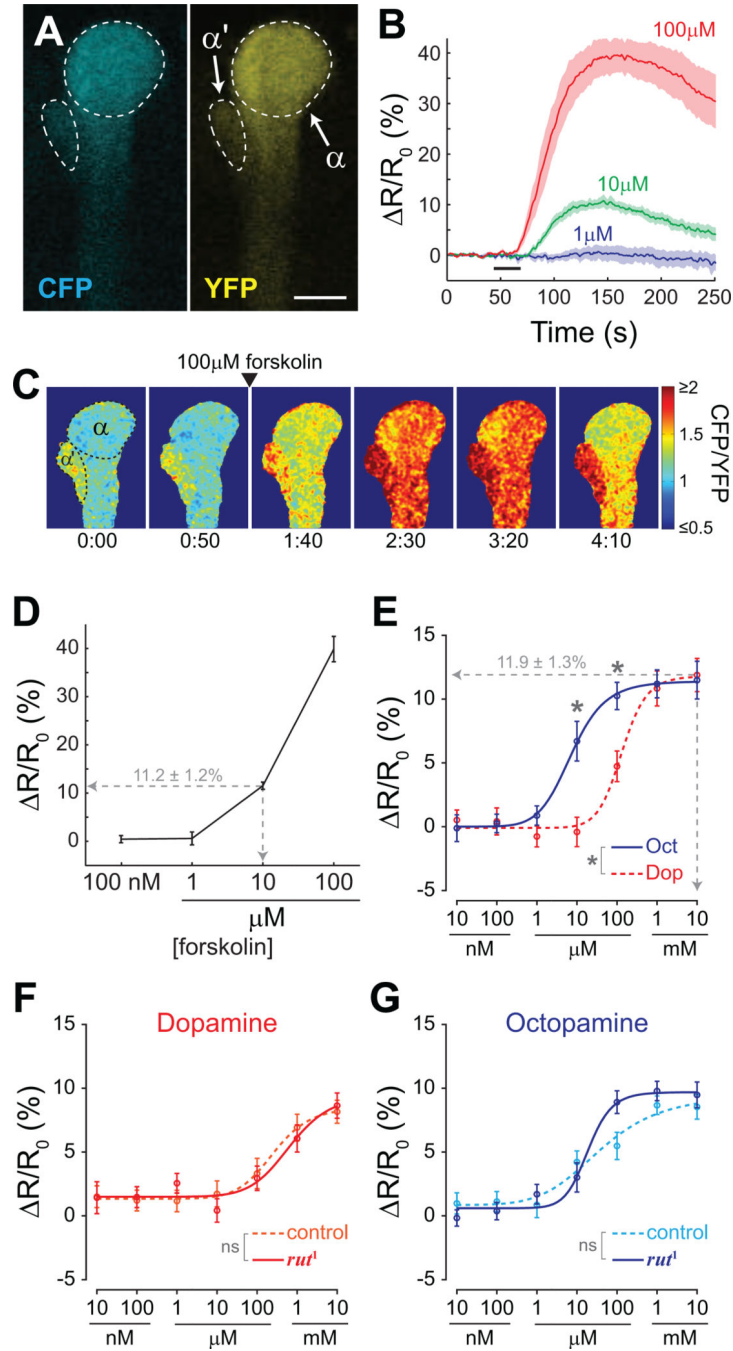 A
α'
α
CFP
YFP
B
ΔR/R0 (%)
40
30
20
10
0
100μM
10μM
1μM
0 50 100 150 200 250
Time (s)
C
100μM forskolin
α
α'
0:00 0:50 1:40 2:30 3:20 4:10
≥2
1.5
1
≤0.5
CFP/YFP
D
ΔR/R0 (%)
40
30
20
10
0
11.2 ± 1.2%
100 nM 1 10 100
μM
[forskolin]
E
ΔR/R0 (%)
15
10
5
0
-5
11.9 ± 1.3%
*
*
*
Oct
Dop
10 100 1 10 100 1 10
nM μM mM
F
Dopamine
ΔR/R0 (%)
15
10
5
0
-5
ns
control
rut1
10 100 1 10 100 1 10
nM μM mM
G
Octopamine
ΔR/R0 (%)
15
10
5
0
-5
ns
control
rut1
10 100 1 10 100 1 10
nM μM mM